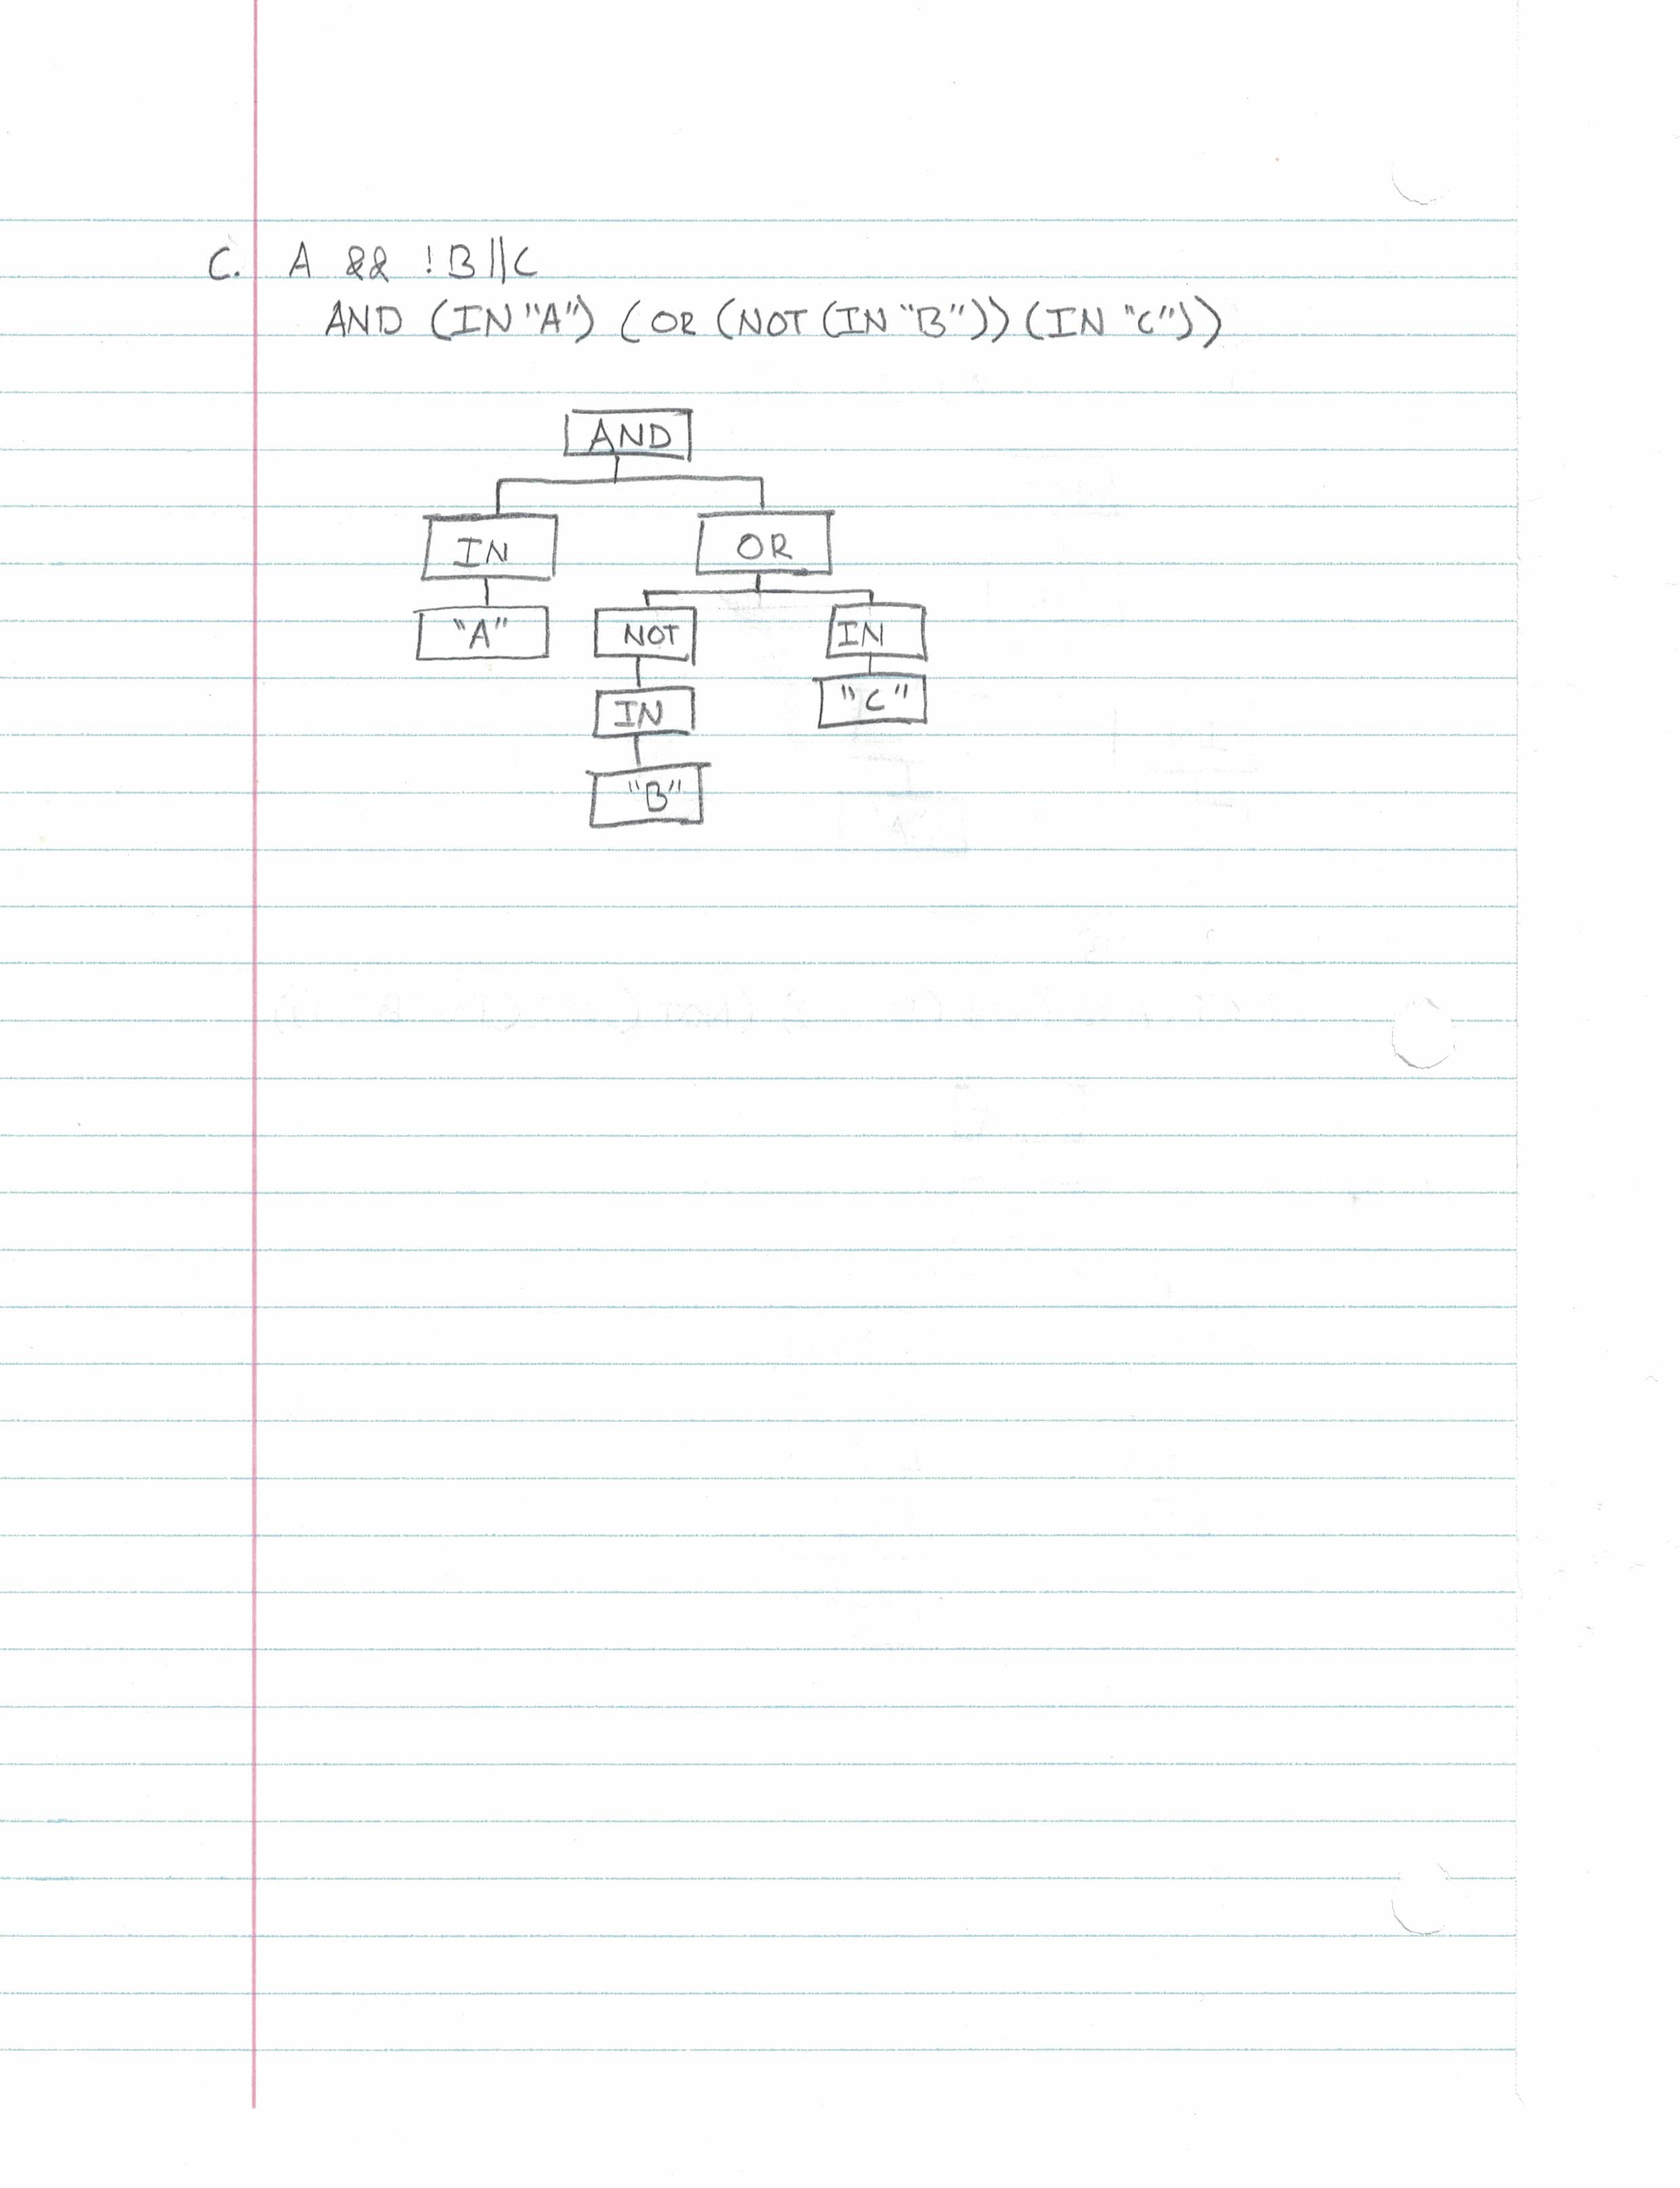 C. A && !B||C
AND (IN "A") (OR (NOT (IN "B")) (IN "C"))
AND
IN OR
"A" NOT IN
IN "C"
"B"